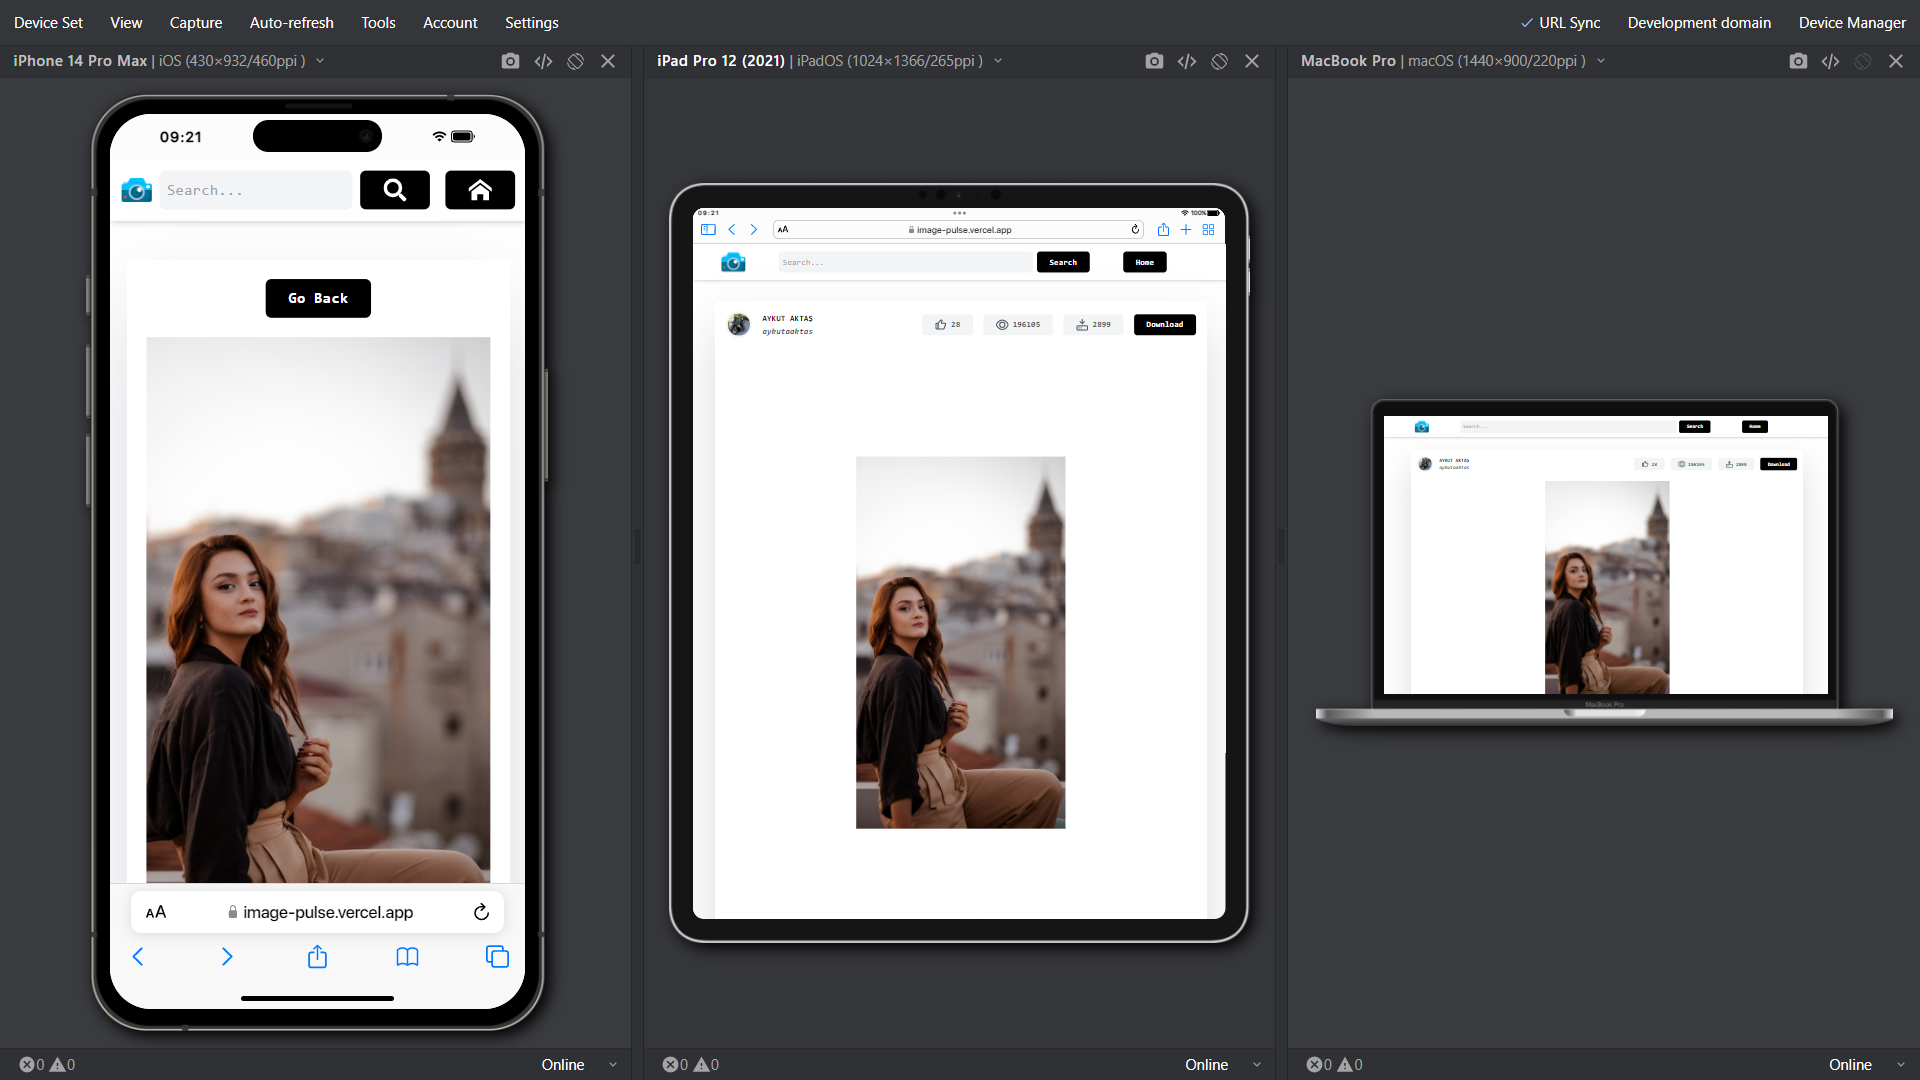 Device Set View Capture Auto-refresh Tools Account Settings
URL Sync Development domain Device Manager
iPhone 14 Pro Max | iOS (430×932/460ppi )
09:21
Search...
Go Back
AA image-pulse.vercel.app
0 0
Online
iPad Pro 12 (2021) | iPadOS (1024×1366/265ppi )
09:21
100%
AA image-pulse.vercel.app
Search... Search Home
AYKUT AKTAŞ
aykutaaktas
28 196105 2899 Download
0 0
Online
MacBook Pro | macOS (1440×900/220ppi )
Search... Search Home
AYKUT AKTAŞ
aykutaaktas
28 196105 2899 Download
MacBook Pro
0 0
Online